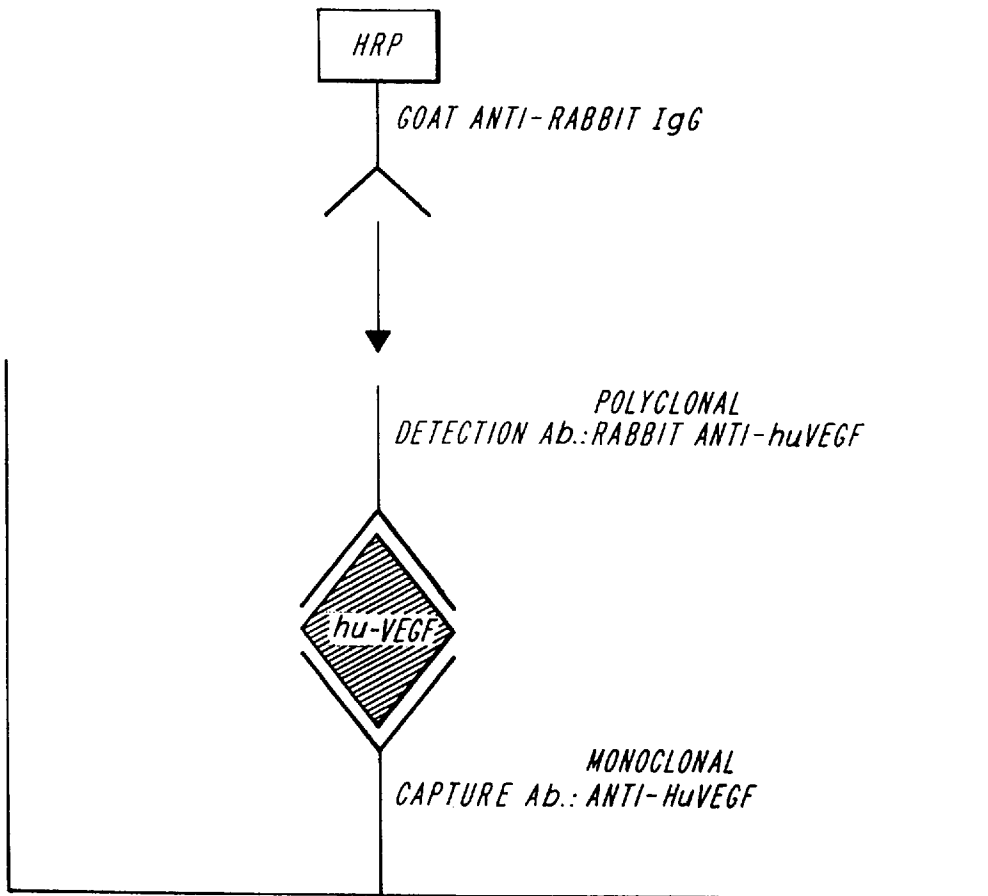 HRP
GOAT ANTI-RABBIT IgG
POLYCLONAL
DETECTION Ab.:RABBIT ANTI-huVEGF
hu-VEGF
MONOCLONAL
CAPTURE Ab.: ANTI-HuVEGF